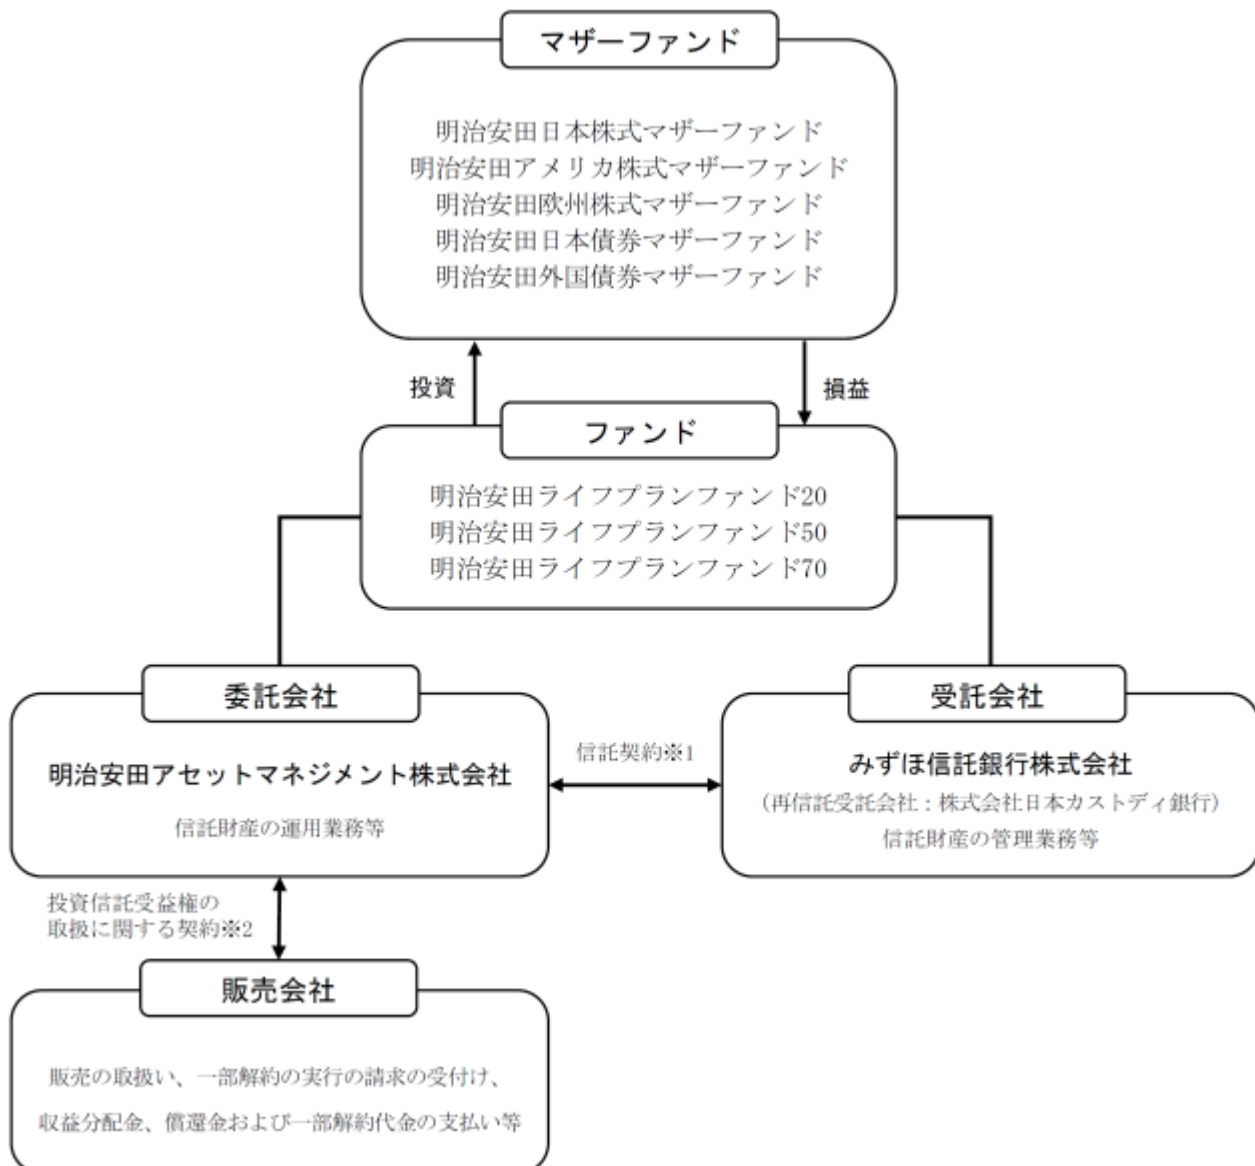 マザーファンド
明治安田日本株式マザーファンド
明治安田アメリカ株式マザーファンド
明治安田欧州株式マザーファンド
明治安田日本債券マザーファンド
明治安田外国債券マザーファンド
投資
損益
ファンド
明治安田ライフプランファンド20
明治安田ライフプランファンド50
明治安田ライフプランファンド70
委託会社
明治安田アセットマネジメント株式会社
信託財産の運用業務等
信託契約※1
受託会社
みずほ信託銀行株式会社
（再信託受託会社：株式会社日本カストディ銀行）
信託財産の管理業務等
投資信託受益権の
取扱に関する契約※2
販売会社
販売の取扱い、一部解約の実行の請求の受付け、
収益分配金、償還金および一部解約代金の支払い等